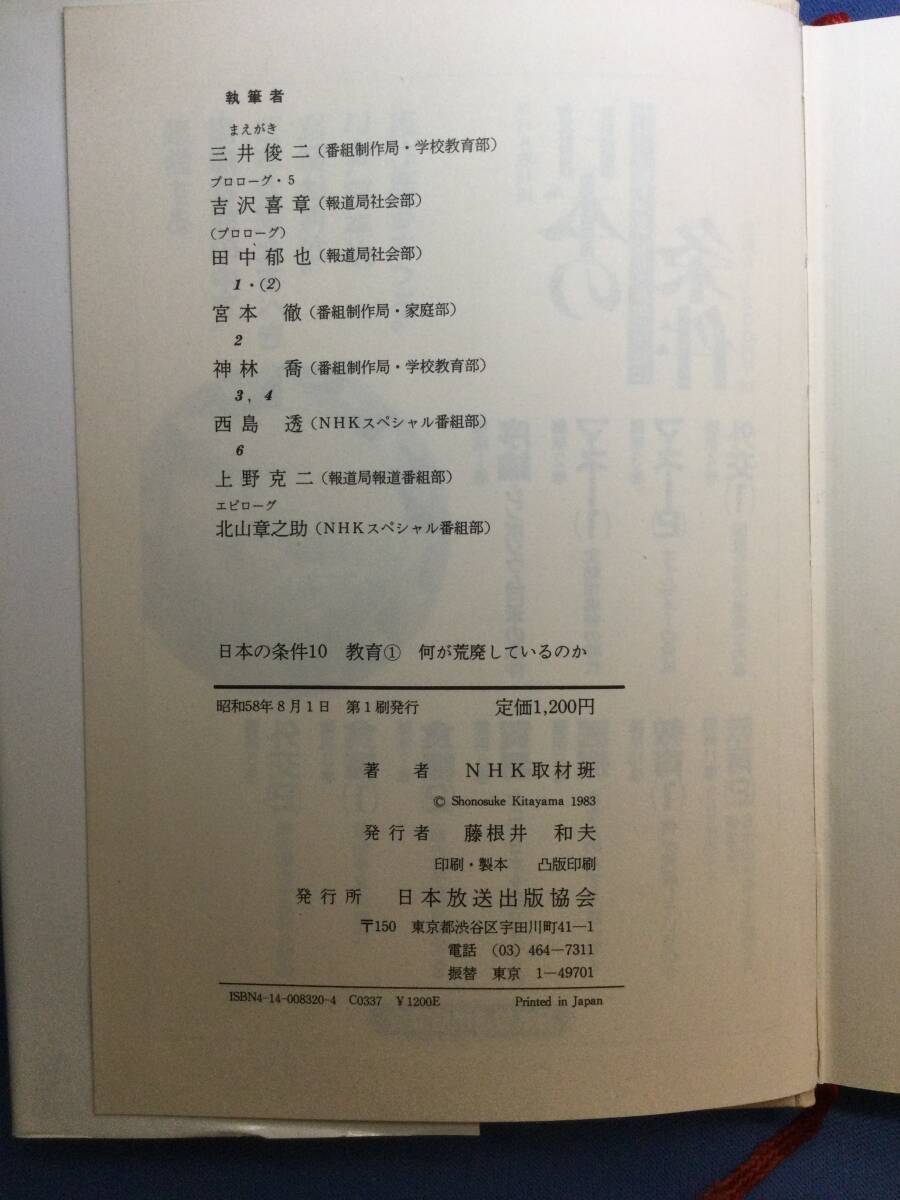 執筆者
まえがき
三井俊二(番組制作局・学校教育部)
プロローグ・5
吉沢喜章(報道局社会部)
(プロローグ)
田中郁也(報道局社会部)
1・(2)
宮本 徹(番組制作局・家庭部)
2
神林 喬(番組制作局・学校教育部)
3, 4
西島 透(NHKスペシャル番組部)
6
上野克二(報道局報道番組部)
エピローグ
北山章之助(NHKスペシャル番組部)
日本の条件10 教育① 何が荒廃しているのか
昭和58年8月1日 第1刷発行 定価1,200円
著者 NHK取材班
© Shonosuke Kitayama 1983
発行者 藤根井 和夫
印刷・製本 凸版印刷
発行所 日本放送出版協会
〒150 東京都渋谷区宇田川町41―1
電話 (03) 464―7311
振替 東京 1―49701
ISBN4-14-008320-4 C0337 ¥1200E Printed in Japan